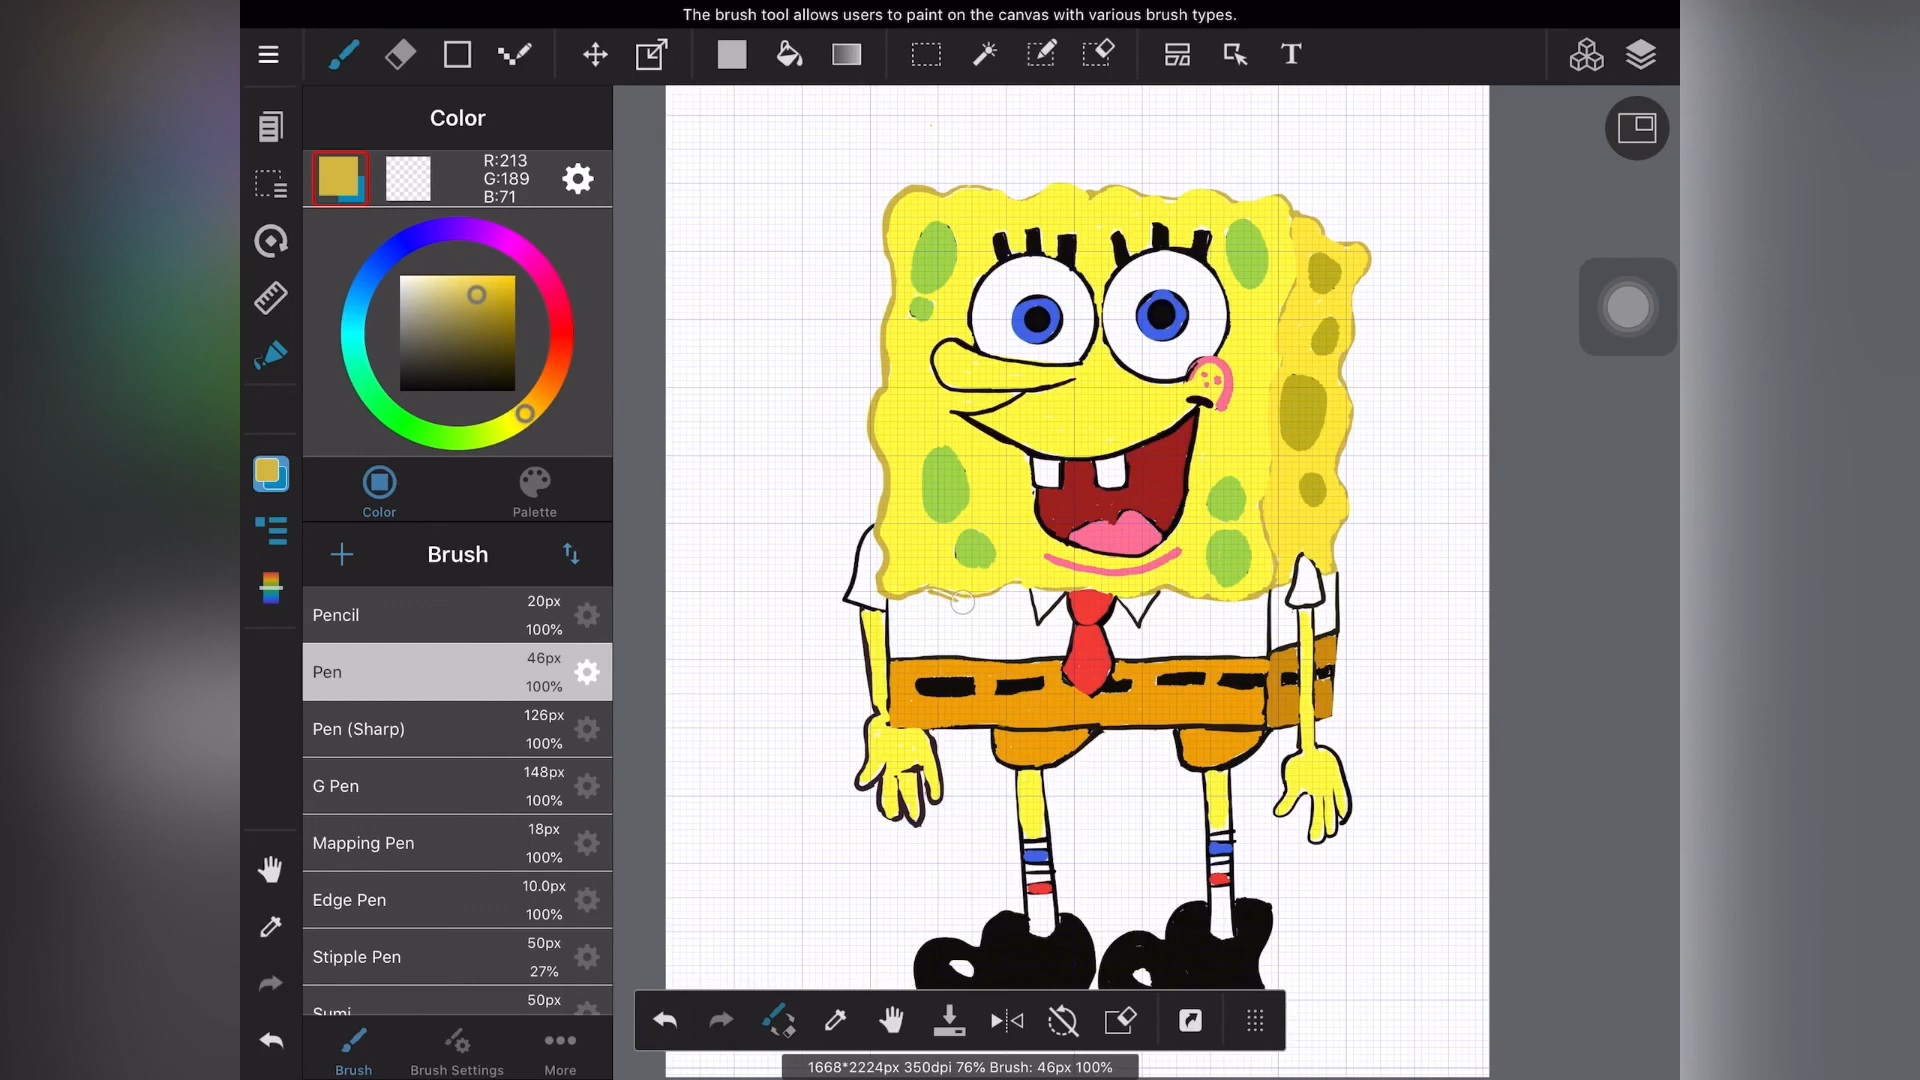 The brush tool allows users to paint on the canvas with various brush types.
T
Color
R:213
G:189
B:71
Color
Palette
Brush
Pencil
20px
100%
Pen
46px
100%
Pen (Sharp)
126px
100%
G Pen
148px
100%
Mapping Pen
18px
100%
Edge Pen
10.0px
100%
Stipple Pen
50px
27%
Sumi
50px
Brush
Brush Settings
More
1668*2224px 350dpi 76% Brush: 46px 100%